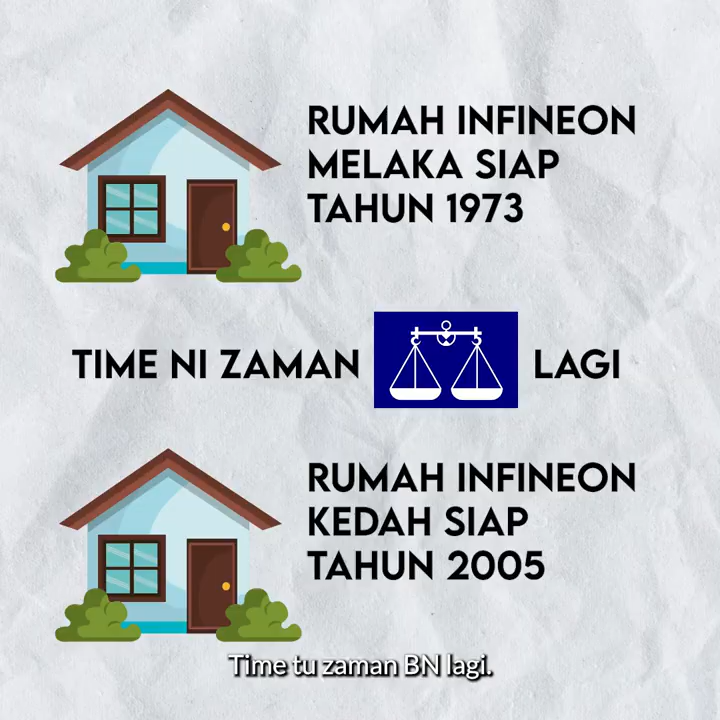 RUMAH INFINEON
MELAKA SIAP
TAHUN 1973
TIME NI ZAMAN LAGI
RUMAH INFINEON
KEDAH SIAP
TAHUN 2005
Time tu zaman BN lagi.